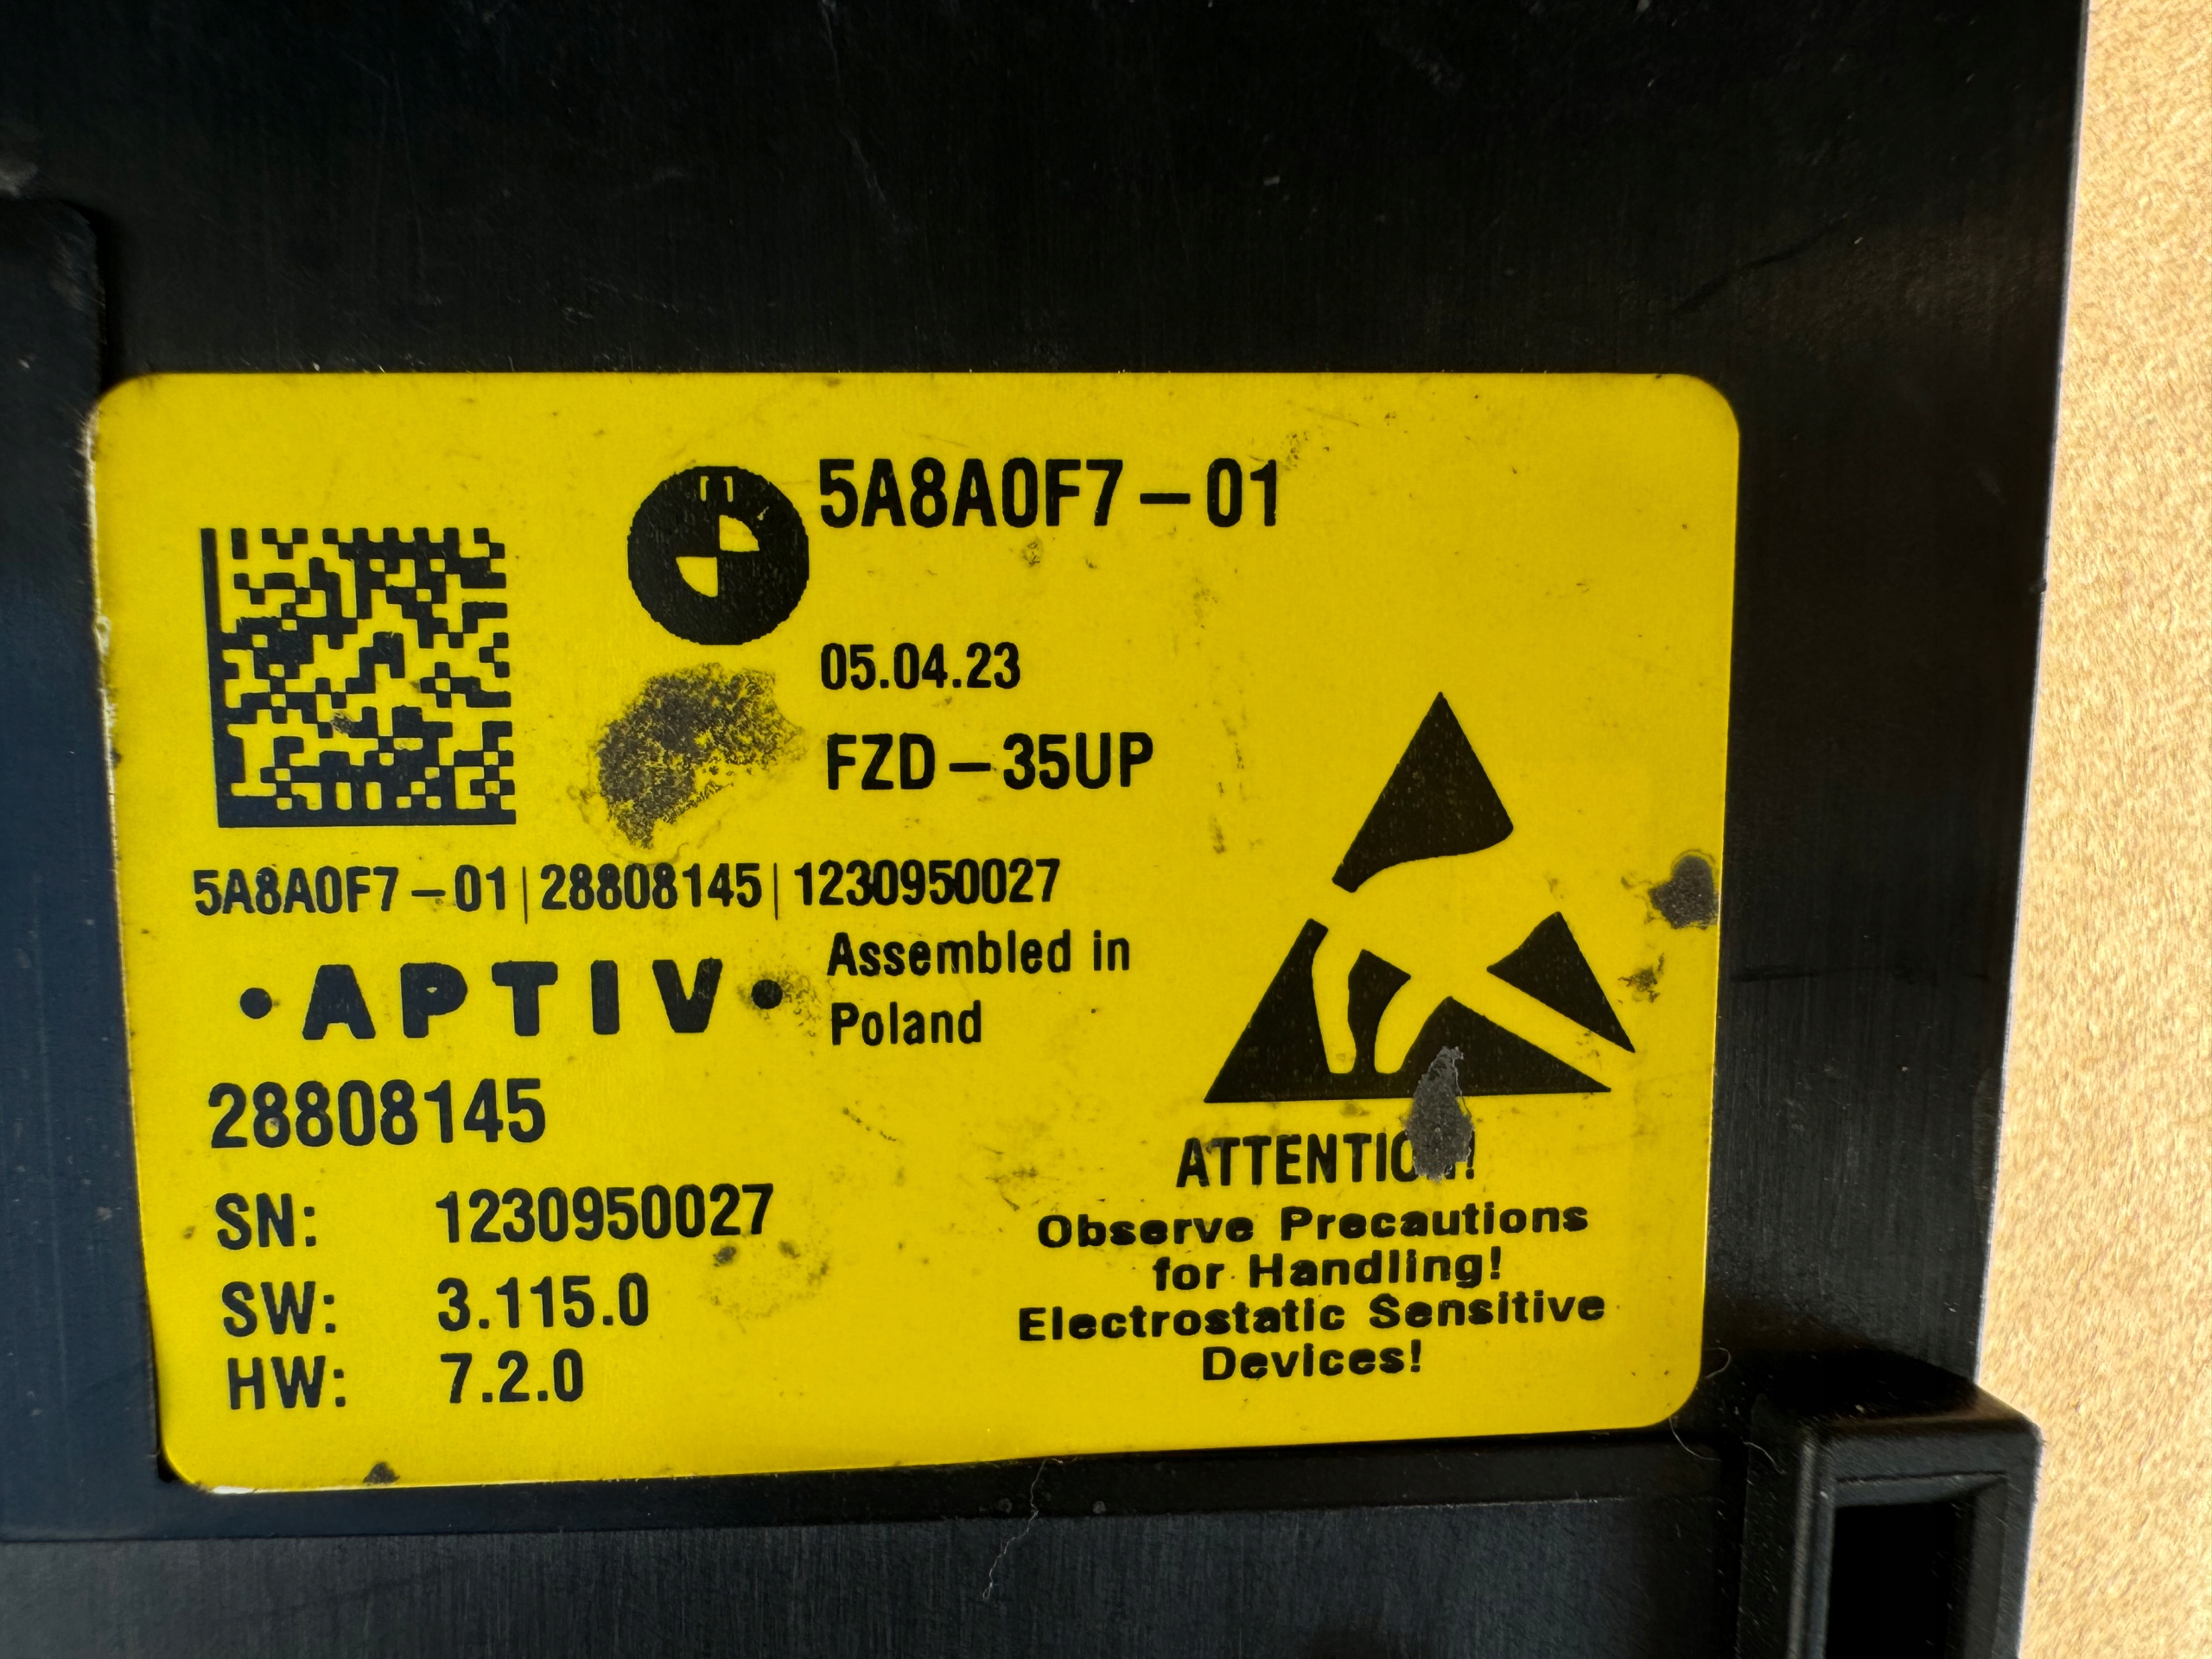 5A8A0F7-01
05.04.23
FZD-35UP
5A8A0F7-01|28808145|1230950027
• A P T I V •
Assembled in
Poland
28808145
SN: 1230950027
SW: 3.115.0
HW: 7.2.0
ATTENTION!
Observe Precautions
for Handling!
Electrostatic Sensitive
Devices!